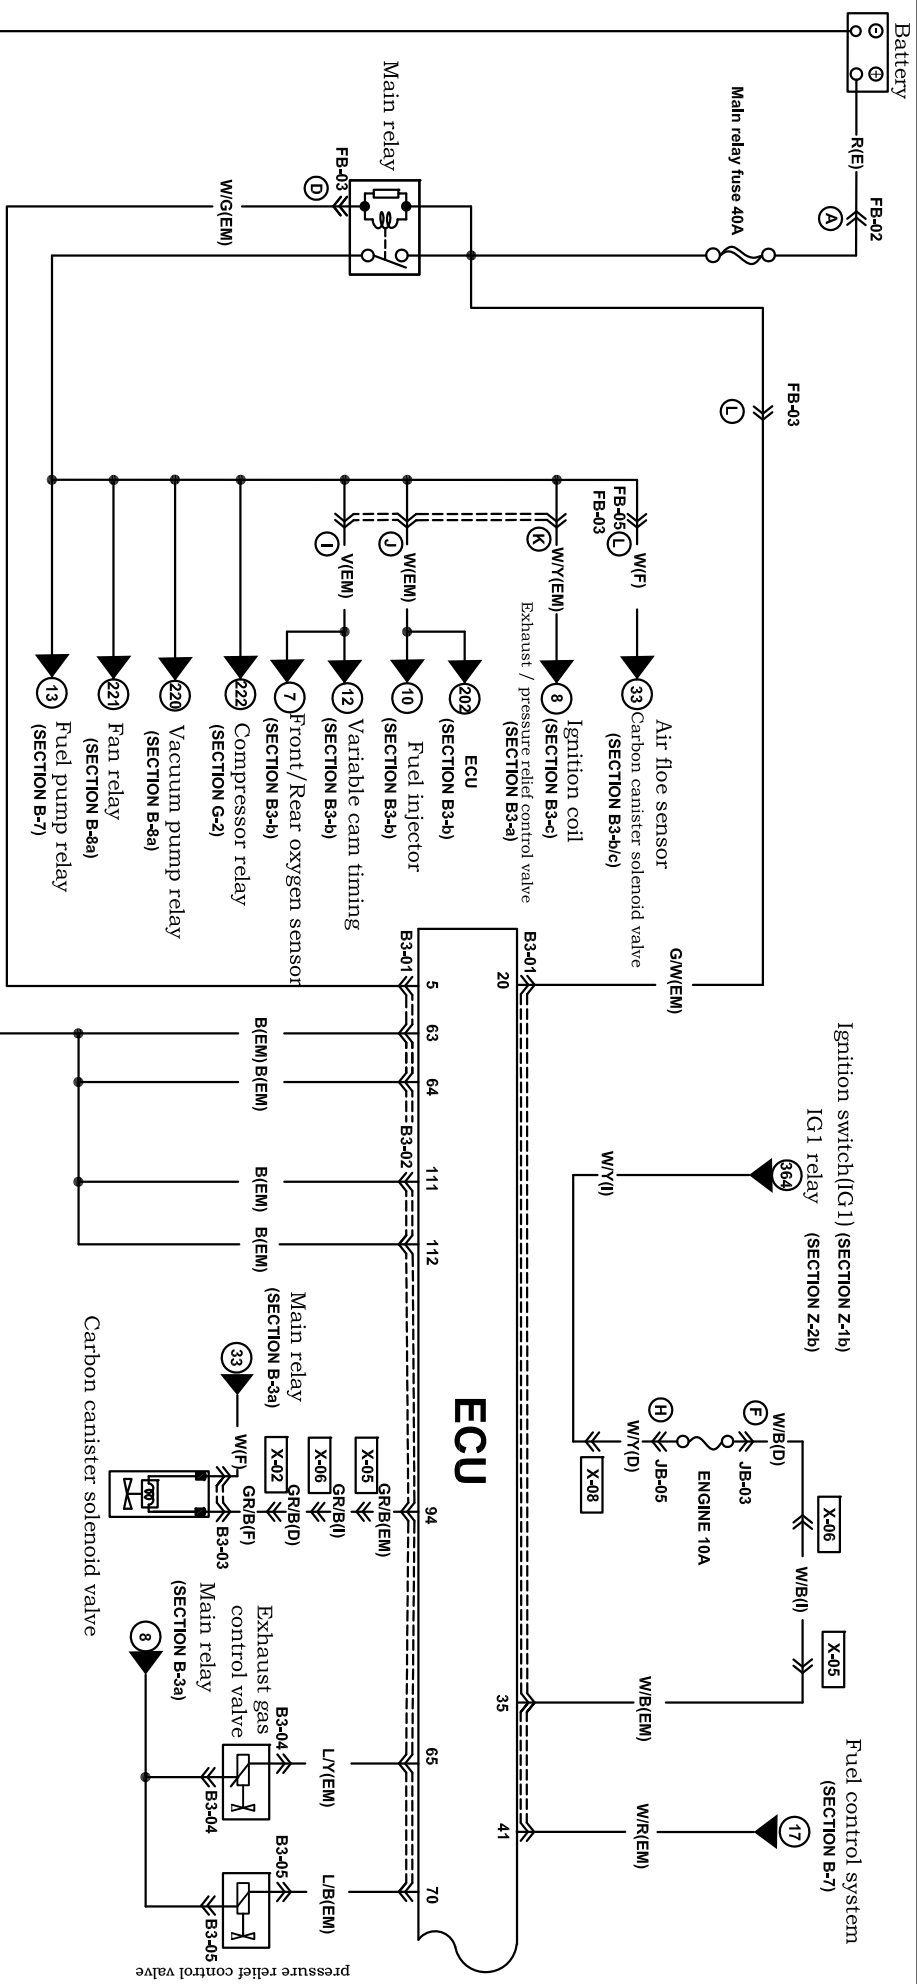 Battery
R(E)
FB-02
A
Main relay fuse 40A
Main relay
FB-03
D
W/G(EM)
FB-03
L
FB-05
FB-03
L
W(F)
K
W/Y(EM)
J
W(EM)
I
V(EM)
Air floe sensor
33
Carbon canister solenoid valve
(SECTION B3-b/c)
Ignition coil
8
(SECTION B3-c)
Exhaust / pressure relief control valve
(SECTION B3-a)
ECU
202
(SECTION B3-b)
Fuel injector
10
(SECTION B3-b)
Variable cam timing
12
(SECTION B3-b)
Front/Rear oxygen sensor
7
(SECTION B3-b)
Compressor relay
222
(SECTION G-2)
Vacuum pump relay
220
(SECTION B-8a)
Fan relay
221
(SECTION B-8a)
Fuel pump relay
13
(SECTION B-7)
G/W(EM)
B3-01
20
B3-01
5
63
64
B3-02
111
112
B(EM)
B(EM)
B(EM)
B(EM)
ECU
Ignition switch(IG1) (SECTION Z-1b)
IG1 relay (SECTION Z-2b)
364
W/Y(I)
X-08
W/Y(D)
H
JB-05
ENGINE 10A
F
JB-03
W/B(D)
X-06
W/B(I)
X-05
W/B(EM)
35
Fuel control system
(SECTION B-7)
17
W/R(EM)
41
94
GR/B(EM)
X-05
GR/B(I)
X-06
GR/B(D)
X-02
GR/B(F)
B3-03
W(F)
Main relay
(SECTION B-3a)
33
Carbon canister solenoid valve
65
L/Y(EM)
B3-04
B3-04
Exhaust gas
control valve
Main relay
(SECTION B-3a)
8
70
L/B(EM)
B3-05
B3-05
pressure relief control valve